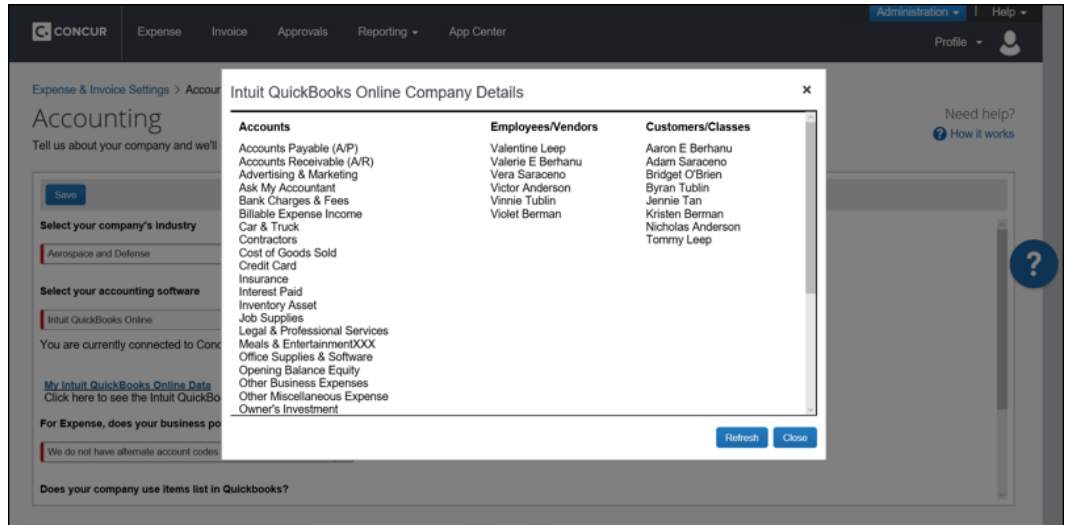 Administration | Help
C. CONCUR Expense Invoice Approvals Reporting App Center
Profile
Expense & Invoice Settings > Accour
Accounting
Tell us about your company and we'll
Need help?
? How it works
Save
Select your company's industry
Aerospace and Defense
Select your accounting software
Intuit QuickBooks Online
You are currently connected to Conc
My Intuit QuickBooks Online Data
Click here to see the Intuit QuickBo
For Expense, does your business po
We do not have alternate account codes
Does your company use items list in Quickbooks?
Intuit QuickBooks Online Company Details x
Accounts
Accounts Payable (A/P)
Accounts Receivable (A/R)
Advertising & Marketing
Ask My Accountant
Bank Charges & Fees
Billable Expense Income
Car & Truck
Contractors
Cost of Goods Sold
Credit Card
Insurance
Interest Paid
Inventory Asset
Job Supplies
Legal & Professional Services
Meals & EntertainmentXXX
Office Supplies & Software
Opening Balance Equity
Other Business Expenses
Other Miscellaneous Expense
Owner's Investment
Employees/Vendors
Valentine Leep
Valerie E Berhanu
Vera Saraceno
Victor Anderson
Vinnie Tublin
Violet Berman
Customers/Classes
Aaron E Berhanu
Adam Saraceno
Bridget O'Brien
Byran Tublin
Jennie Tan
Kristen Berman
Nicholas Anderson
Tommy Leep
Refresh Close
?